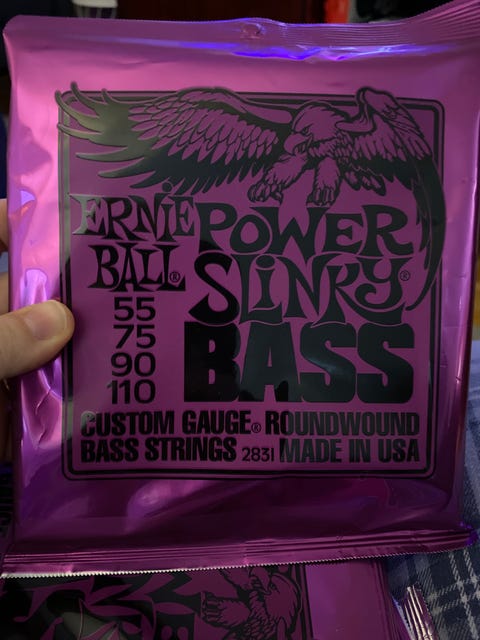 ERNIE BALL®
POWER SLINKY®
BASS
55
75
90
110
CUSTOM GAUGE® ROUNDWOUND
BASS STRINGS 2831 MADE IN USA